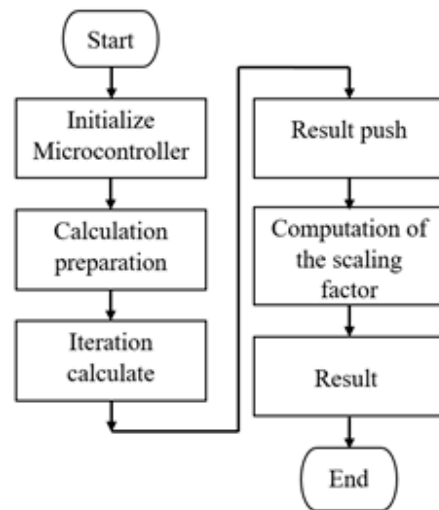 Start
Initialize
Microcontroller
Calculation
preparation
Iteration
calculate
Result push
Computation of
the scaling
factor
Result
End